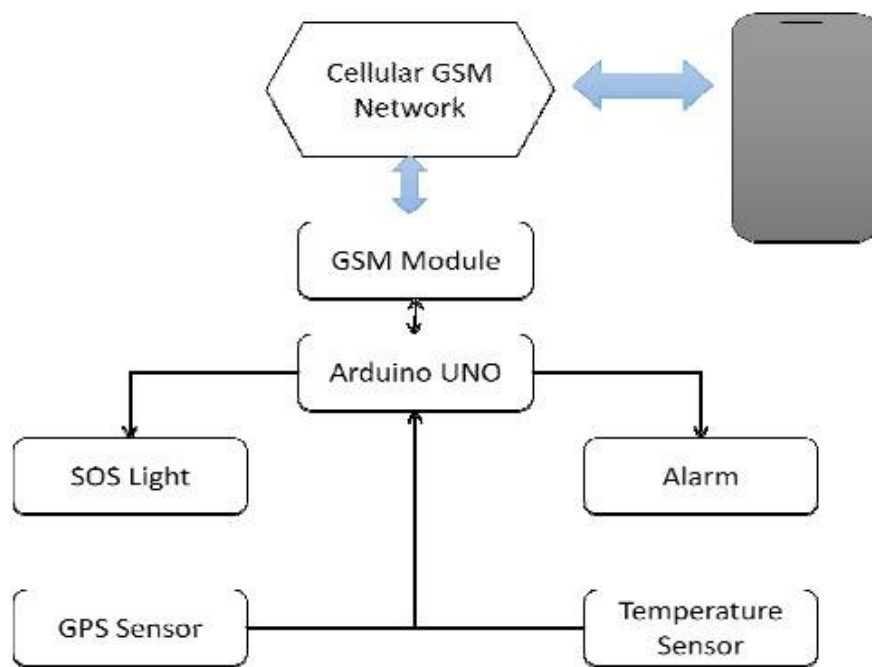 Cellular GSM
Network
GSM Module
Arduino UNO
SOS Light
Alarm
GPS Sensor
Temperature
Sensor